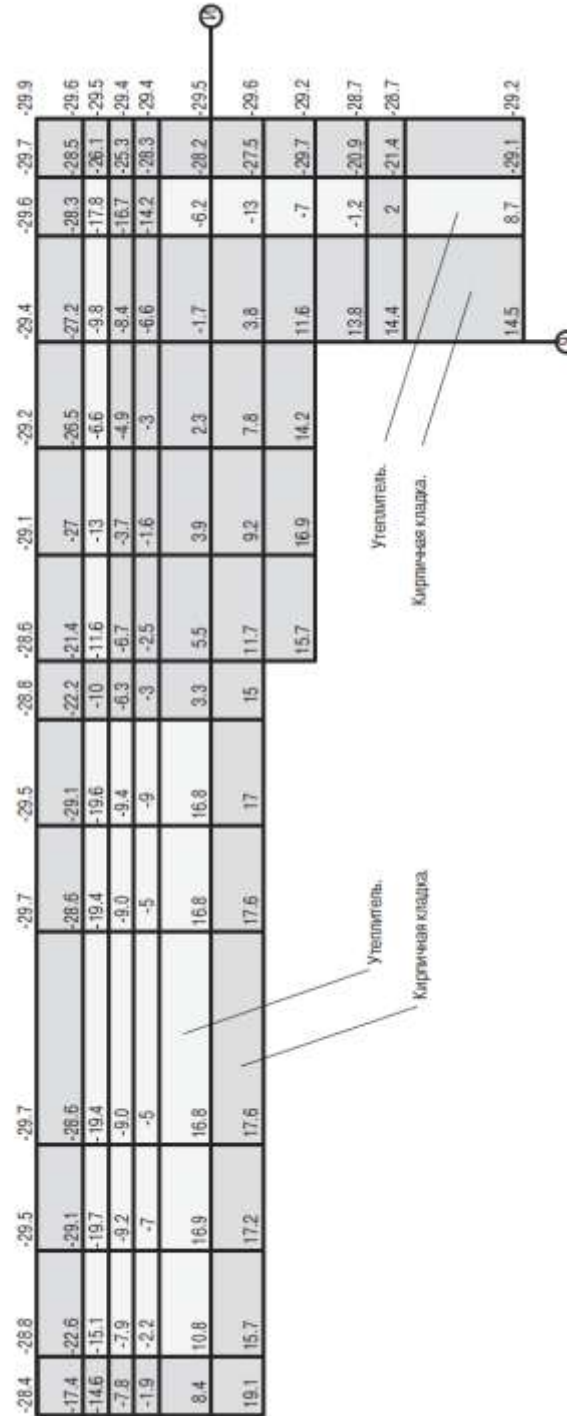 -28.4 -28.8 -29.5 -29.7 -29.7 -29.5 -28.8 -28.6 -29.1 -29.2 -29.4 -29.6 -29.7 -29.9
-17.4 -22.6 -29.1 -28.6 -28.6 -29.1 -22.2 -21.4 -27 -26.5 -27.2 -28.3 -28.5 -29.6
-14.6 -15.1 -19.7 -19.4 -19.4 -19.6 -10 -11.6 -13 -6.6 -9.8 -17.8 -26.1 -29.5
-7.8 -7.9 -9.2 -9.0 -9.0 -9.4 -6.3 -6.7 -3.7 -4.9 -8.4 -16.7 -25.3 -29.4
-1.9 -2.2 -7 -5 -5 -9 -3 -2.5 -1.6 -3 -6.6 -14.2 -28.3 -29.4
8.4 10.8 16.9 16.8 16.8 16.8 3.3 5.5 3.9 2.3 -1.7 -6.2 -28.2 -29.5 И
19.1 15.7 17.2 17.6 17.6 17 15 11.7 9.2 7.8 3.8 -13 -27.5 -29.6
15.7 16.9 14.2 11.6 -7 -29.7 -29.2
13.8 -1.2 -20.9 -28.7
14.4 2 -21.4 -28.7
14.5 8.7 -29.1 -29.2
Утеплитель.
Кирпичная кладка.
Утеплитель.
Кирпичная кладка.